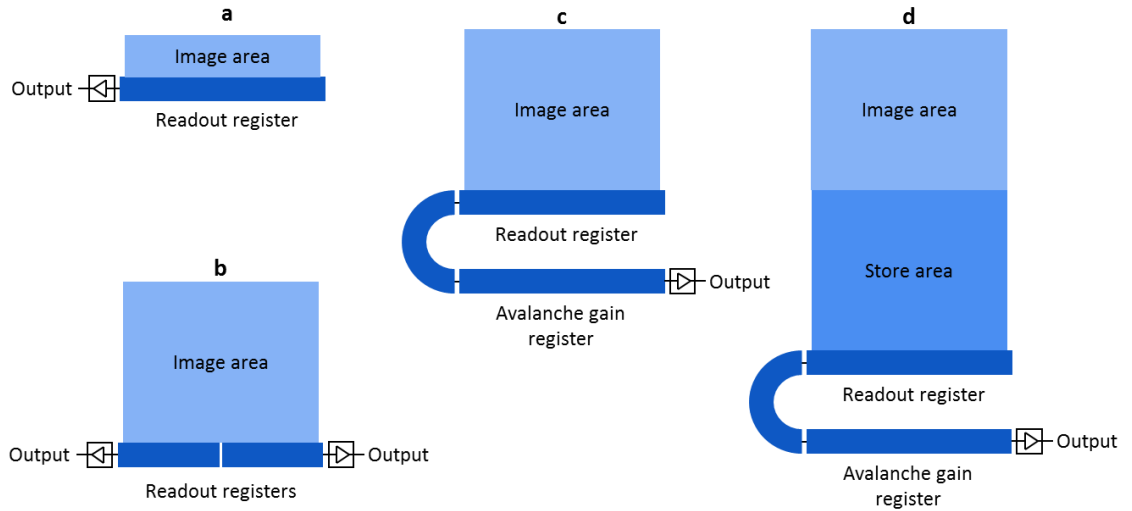 a
Image area
Output
Readout register
b
Image area
Output
Output
Readout registers
c
Image area
Readout register
Output
Avalanche gain
register
d
Image area
Store area
Readout register
Output
Avalanche gain
register